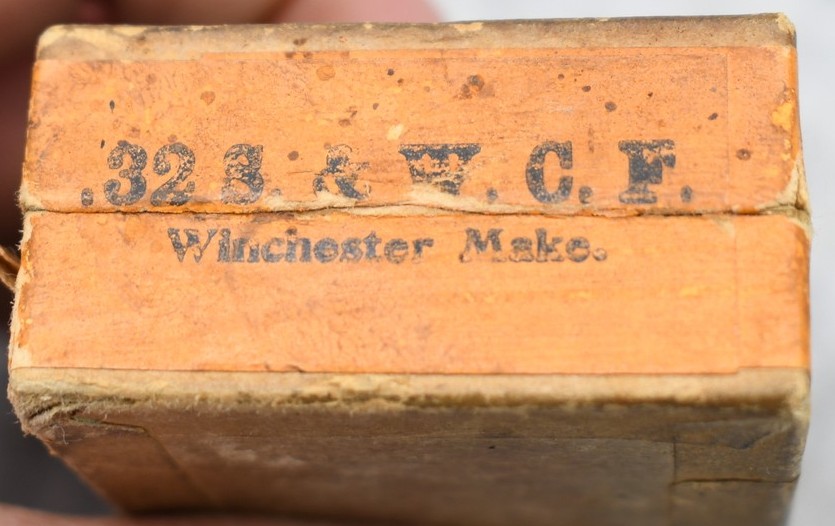 .32 S. & W. C. F.
Winchester Make.